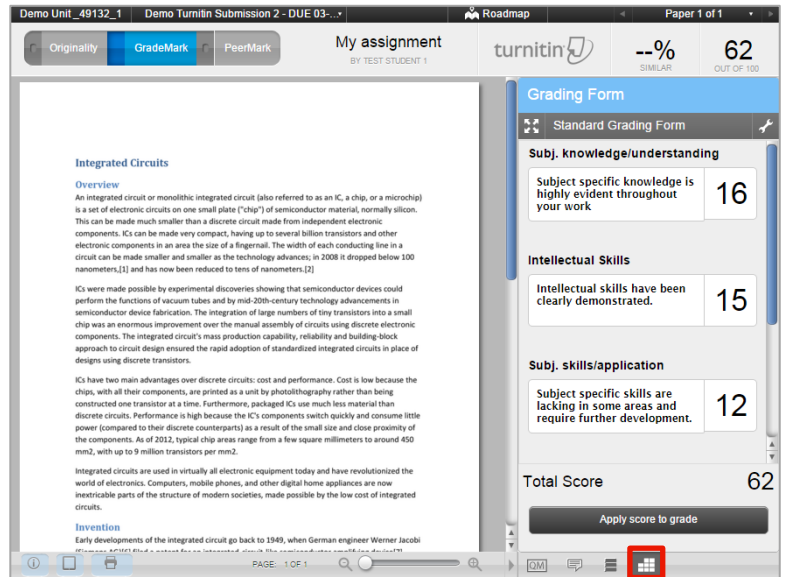 Demo Unit_49132_1 Demo Turnitin Submission 2 - DUE 03-... Roadmap Paper 1 of 1
Originality GradeMark PeerMark
My assignment
BY TEST STUDENT 1
turnitin
--%
SIMILAR
62
OUT OF 100
Integrated Circuits
Overview
An integrated circuit or monolithic integrated circuit (also referred to as an IC, a chip, or a microchip)
is a set of electronic circuits on one small plate ("chip") of semiconductor material, normally silicon.
This can be made much smaller than a discrete circuit made from independent electronic
components. ICs can be made very compact, having up to several billion transistors and other
electronic components in an area the size of a fingernail. The width of each conducting line in a
circuit can be made smaller and smaller as the technology advances; in 2008 it dropped below 100
nanometers,[1] and has now been reduced to tens of nanometers.[2]
ICs were made possible by experimental discoveries showing that semiconductor devices could
perform the functions of vacuum tubes and by mid-20th-century technology advancements in
semiconductor device fabrication. The integration of large numbers of tiny transistors into a small
chip was an enormous improvement over the manual assembly of circuits using discrete electronic
components. The integrated circuit's mass production capability, reliability and building-block
approach to circuit design ensured the rapid adoption of standardized integrated circuits in place of
designs using discrete transistors.
ICs have two main advantages over discrete circuits: cost and performance. Cost is low because the
chips, with all their components, are printed as a unit by photolithography rather than being
constructed one transistor at a time. Furthermore, packaged ICs use much less material than
discrete circuits. Performance is high because the IC's components switch quickly and consume little
power (compared to their discrete counterparts) as a result of the small size and close proximity of
the components. As of 2012, typical chip areas range from a few square millimeters to around 450
mm2, with up to 9 million transistors per mm2.
Integrated circuits are used in virtually all electronic equipment today and have revolutionized the
world of electronics. Computers, mobile phones, and other digital home appliances are now
inextricable parts of the structure of modern societies, made possible by the low cost of integrated
circuits.
Invention
Early developments of the integrated circuit go back to 1949, when German engineer Werner Jacobi
PAGE: 1 OF 1
Grading Form
Standard Grading Form
Subj. knowledge/understanding
Subject specific knowledge is
highly evident throughout
your work
16
Intellectual Skills
Intellectual skills have been
clearly demonstrated.
15
Subj. skills/application
Subject specific skills are
lacking in some areas and
require further development.
12
Total Score 62
Apply score to grade
QM